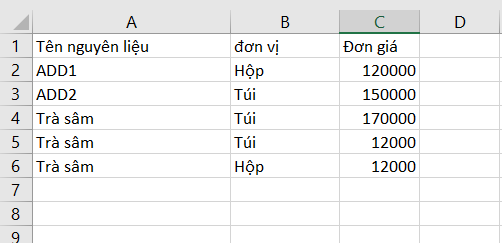 A B C D
1 Tên nguyên liệu đơn vị Đơn giá
2 ADD1 Hộp 120000
3 ADD2 Túi 150000
4 Trà sâm Túi 170000
5 Trà sâm Túi 12000
6 Trà sâm Hộp 12000
7
8
9